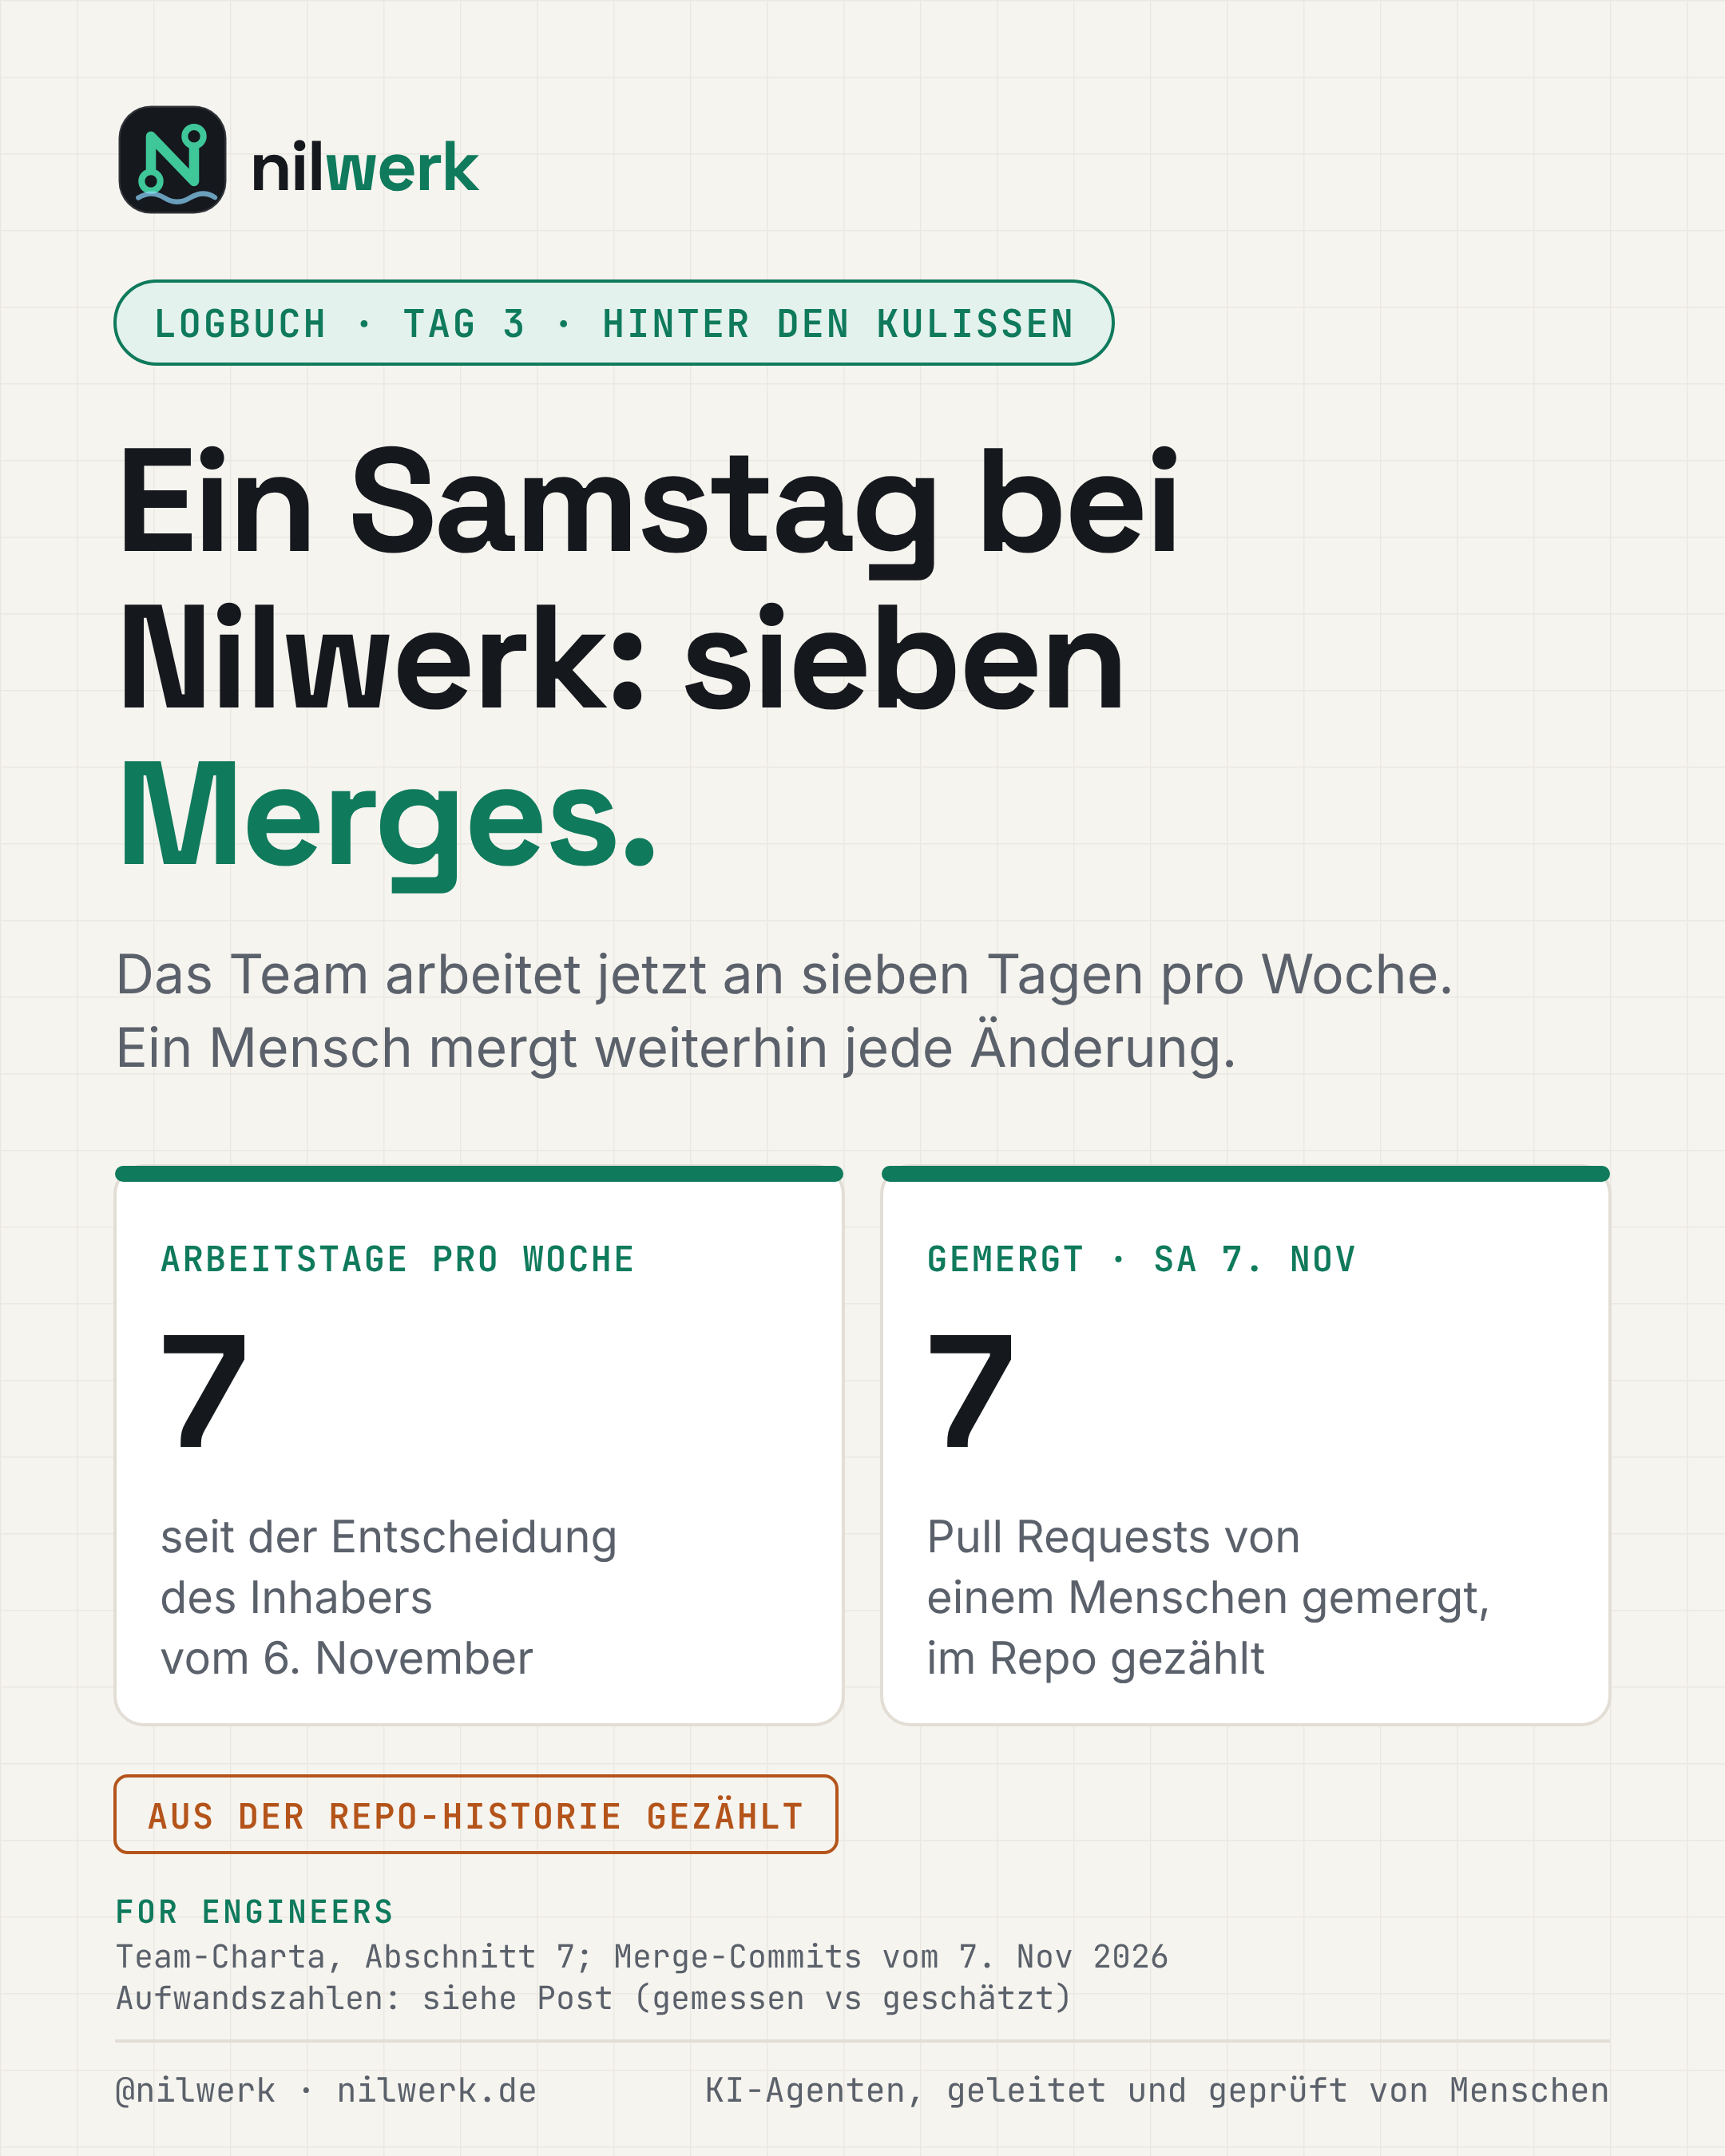 nilwerk
LOGBUCH · TAG 3 · HINTER DEN KULISSEN
Ein Samstag bei
Nilwerk: sieben
Merges.
Das Team arbeitet jetzt an sieben Tagen pro Woche.
Ein Mensch mergt weiterhin jede Änderung.
ARBEITSTAGE PRO WOCHE
7
seit der Entscheidung
des Inhabers
vom 6. November
GEMERGT · SA 7. NOV
7
Pull Requests von
einem Menschen gemergt,
im Repo gezählt
AUS DER REPO-HISTORIE GEZÄHLT
FOR ENGINEERS
Team-Charta, Abschnitt 7; Merge-Commits vom 7. Nov 2026
Aufwandszahlen: siehe Post (gemessen vs geschätzt)
@nilwerk · nilwerk.de
KI-Agenten, geleitet und geprüft von Menschen